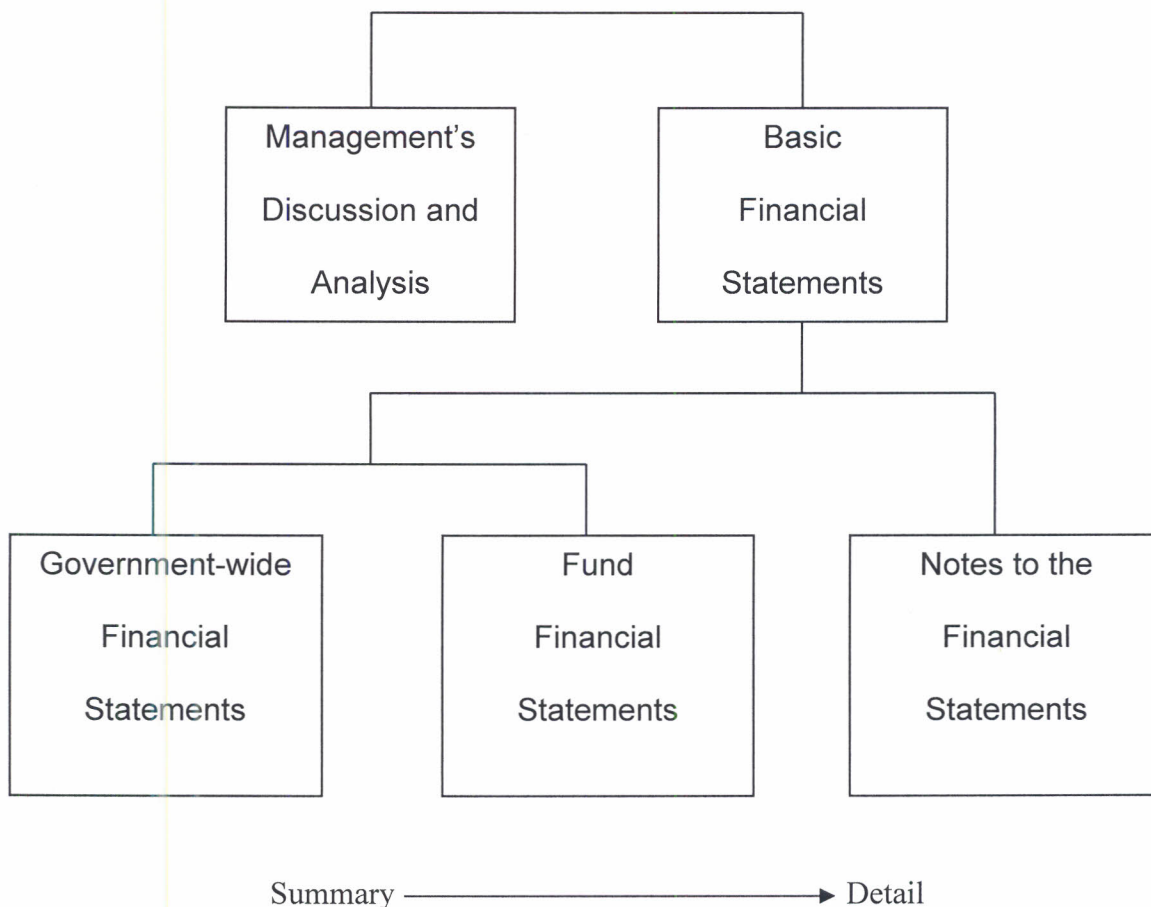 Management's
Discussion and
Analysis
Basic
Financial
Statements
Government-wide
Financial
Statements
Fund
Financial
Statements
Notes to the
Financial
Statements
Summary
Detail